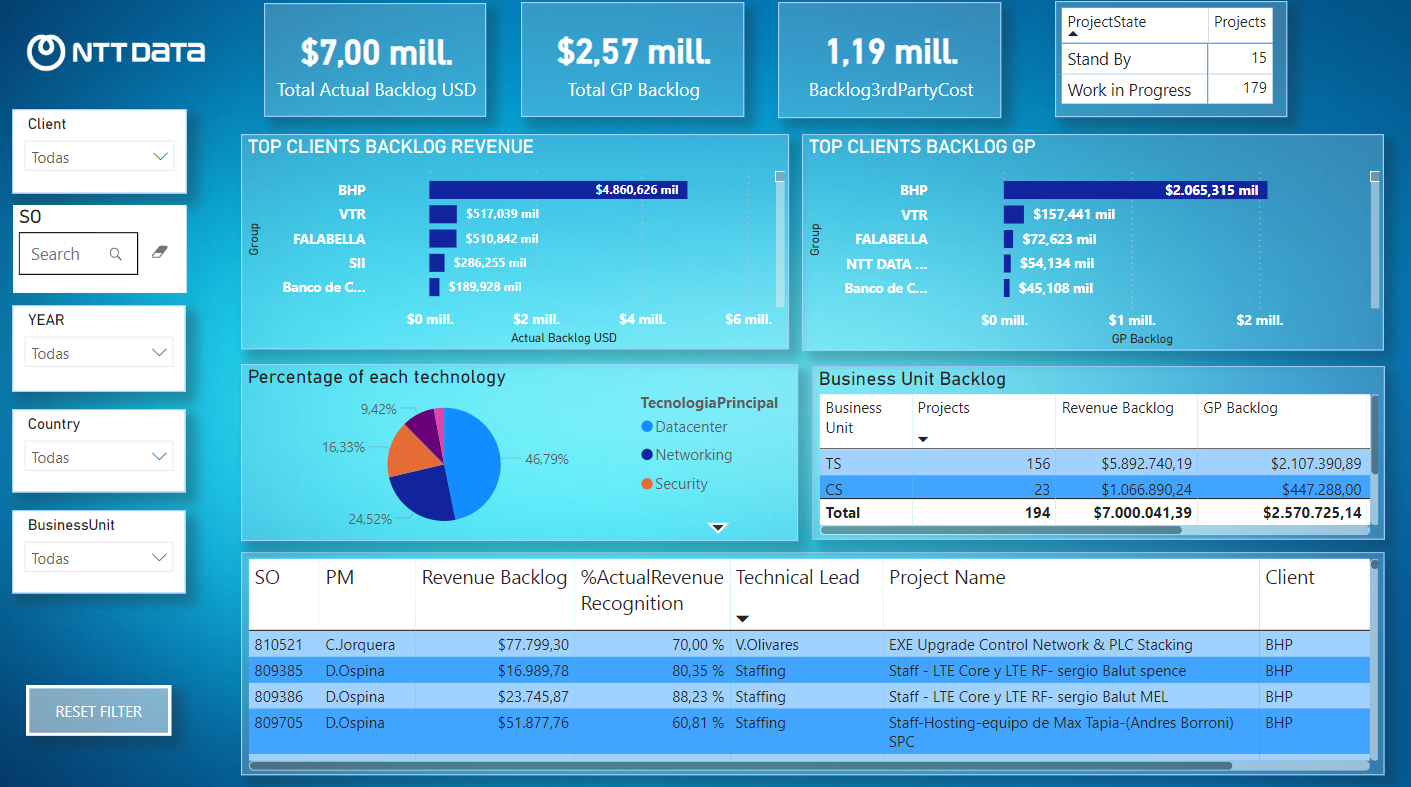 NTT DATA
$7,00 mill.
Total Actual Backlog USD
$2,57 mill.
Total GP Backlog
1,19 mill.
Backlog3rdPartyCost
ProjectState Projects
Stand By 15
Work in Progress 179
Client
Todas
SO
Search
YEAR
Todas
Country
Todas
BusinessUnit
Todas
RESET FILTER
TOP CLIENTS BACKLOG REVENUE
Group
BHP $4.860,626 mil
VTR $517,039 mil
FALABELLA $510,842 mil
SII $286,255 mil
Banco de C... $189,928 mil
$0 mill. $2 mill. $4 mill. $6 mill.
Actual Backlog USD
TOP CLIENTS BACKLOG GP
Group
BHP $2.065,315 mil
VTR $157,441 mil
FALABELLA $72,623 mil
NTT DATA ... $54,134 mil
Banco de C... $45,108 mil
$0 mill. $1 mill. $2 mill.
GP Backlog
Percentage of each technology
9,42%
16,33%
24,52%
46,79%
TecnologiaPrincipal
Datacenter
Networking
Security
Business Unit Backlog
Business Unit Projects Revenue Backlog GP Backlog
TS 156 $5.892.740,19 $2.107.390,89
CS 23 $1.066.890,24 $447.288,00
Total 194 $7.000.041,39 $2.570.725,14
SO PM Revenue Backlog %ActualRevenue Recognition Technical Lead Project Name Client
810521 C.Jorquera $77.799,30 70,00 % V.Olivares EXE Upgrade Control Network & PLC Stacking BHP
809385 D.Ospina $16.989,78 80,35 % Staffing Staff - LTE Core y LTE RF- sergio Balut spence BHP
809386 D.Ospina $23.745,87 88,23 % Staffing Staff - LTE Core y LTE RF- sergio Balut MEL BHP
809705 D.Ospina $51.877,76 60,81 % Staffing Staff-Hosting-equipo de Max Tapia-(Andres Borroni) SPC BHP